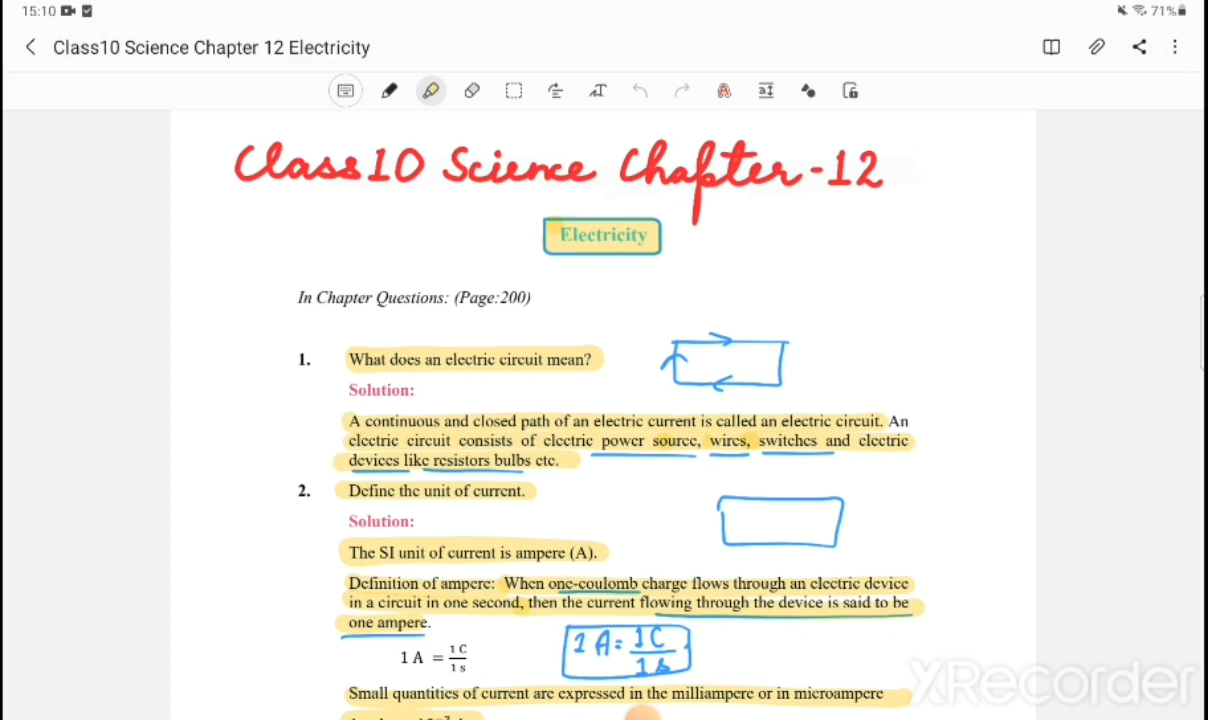 15:10
71%
Class10 Science Chapter 12 Electricity
Class 10 Science Chapter-12
Electricity
In Chapter Questions: (Page:200)
1. What does an electric circuit mean?
Solution:
A continuous and closed path of an electric current is called an electric circuit. An
electric circuit consists of electric power source, wires, switches and electric
devices like resistors bulbs etc.
2. Define the unit of current.
Solution:
The SI unit of current is ampere (A).
Definition of ampere: When one-coulomb charge flows through an electric device
in a circuit in one second, then the current flowing through the device is said to be
one ampere.
1 A = 1 C / 1 s
1 A = 1C / 1s
Small quantities of current are expressed in the milliampere or in microampere
XRecorder